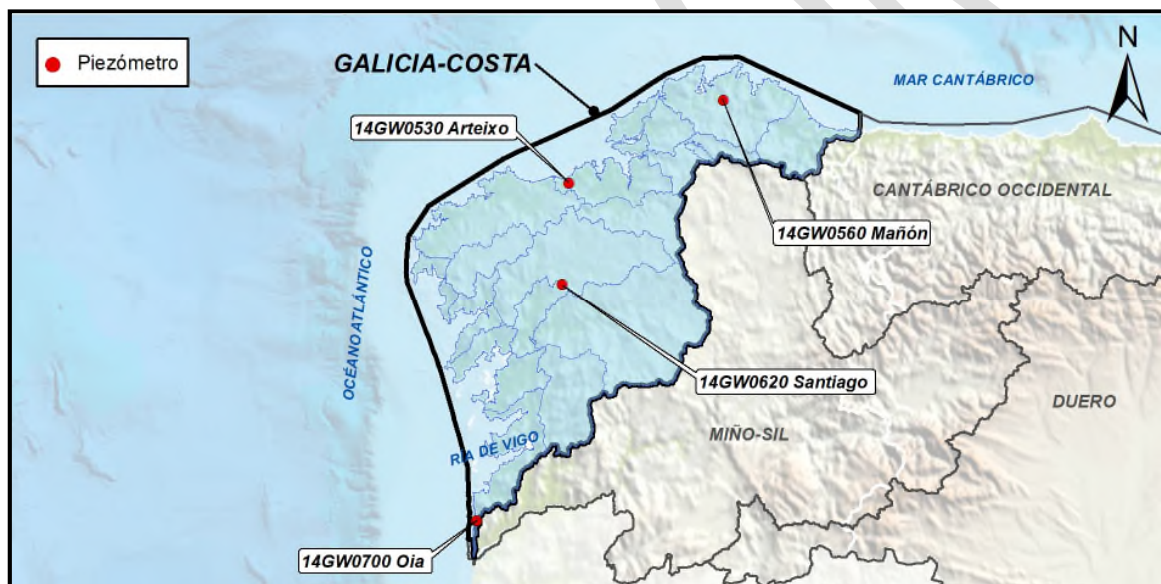 Piezómetro
N
GALICIA-COSTA
MAR CANTÁBRICO
14GW0530 Arteixo
CANTÁBRICO OCCIDENTAL
14GW0560 Mañón
OCÉANO ATLÁNTICO
14GW0620 Santiago
DUERO
MIÑO-SIL
RÍA DE VIGO
14GW0700 Oia